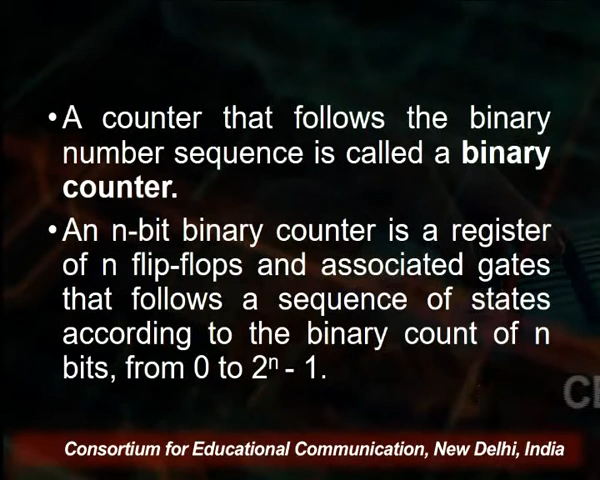 • A counter that follows the binary
number sequence is called a binary
counter.
• An n-bit binary counter is a register
of n flip-flops and associated gates
that follows a sequence of states
according to the binary count of n
bits, from 0 to 2ⁿ - 1.
Consortium for Educational Communication, New Delhi, India